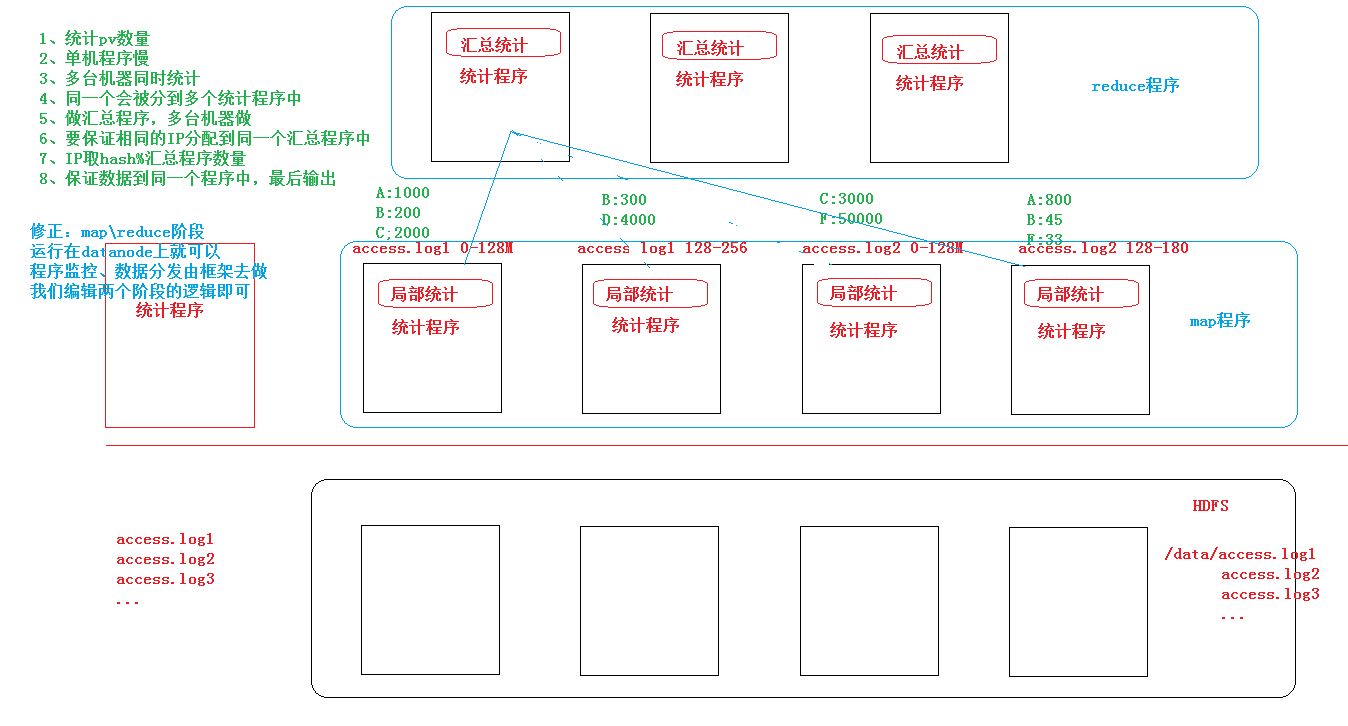 1、统计pv数量
2、单机程序慢
3、多台机器同时统计
4、同一个会被分到多个统计程序中
5、做汇总程序，多台机器做
6、要保证相同的IP分配到同一个汇总程序中
7、IP取hash%汇总程序数量
8、保证数据到同一个程序中，最后输出
汇总统计
统计程序
汇总统计
统计程序
汇总统计
统计程序
reduce程序
A:1000
B:200
C;2000
B:300
D:4000
C:3000
F:50000
A:800
B:45
F:33
修正：map\reduce阶段
运行在datanode上就可以
程序监控、数据分发由框架去做
我们编辑两个阶段的逻辑即可
统计程序
access.log1 0-128M
局部统计
统计程序
access log1 128-256
局部统计
统计程序
access.log2 0-128M
局部统计
统计程序
access.log2 128-180
局部统计
统计程序
map程序
access.log1
access.log2
access.log3
...
HDFS
/data/access.log1
access.log2
access.log3
...